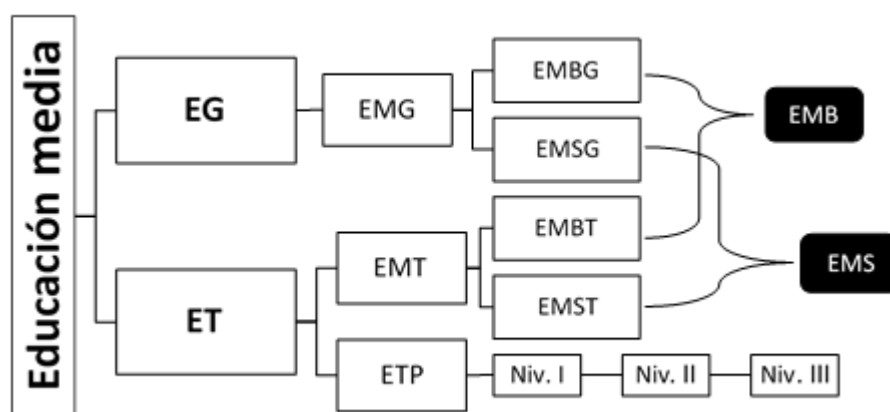 Educación media
EG
EMG
EMBG
EMSG
EMB
ET
EMT
EMBT
EMST
EMS
ETP
Niv. I
Niv. II
Niv. III